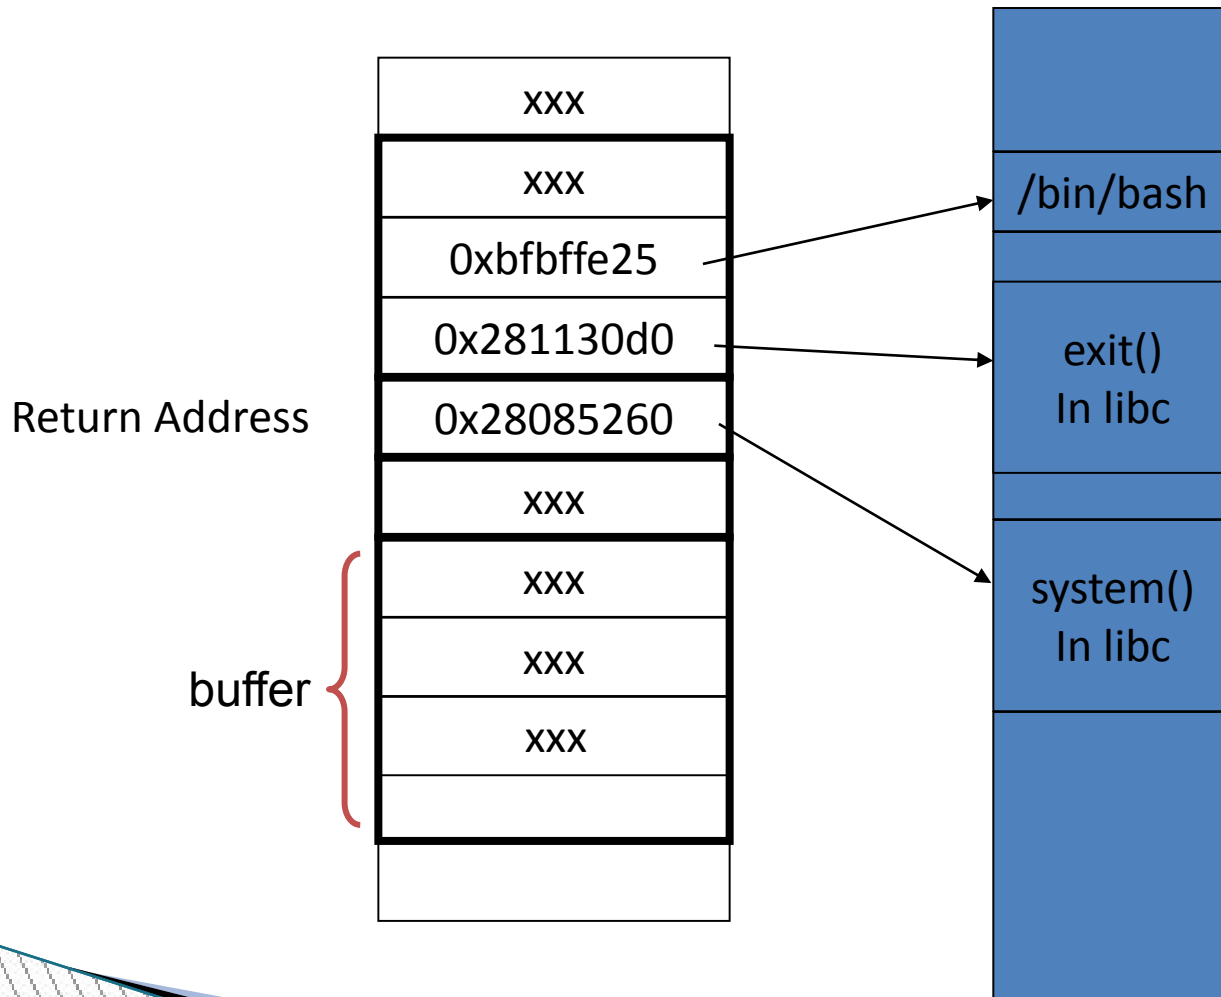 xxx
xxx
/bin/bash
0xbfbffe25
0x281130d0
exit()
In libc
Return Address
0x28085260
xxx
xxx
system()
In libc
xxx
buffer
xxx